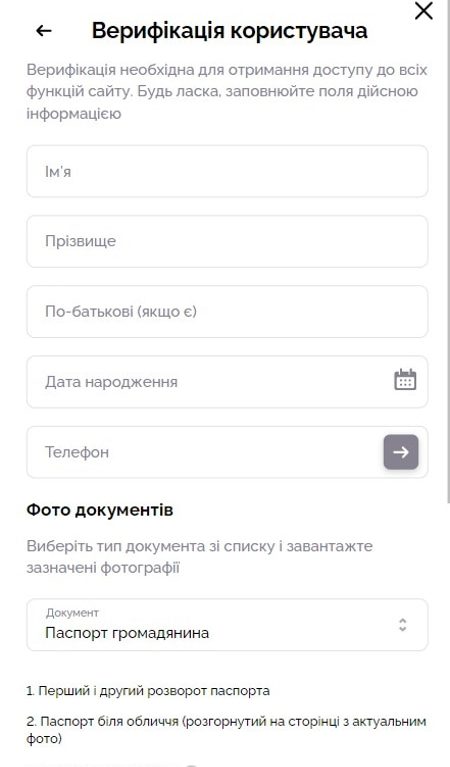 Верифікація користувача
Верифікація необхідна для отримання доступу до всіх
функцій сайту. Будь ласка, заповнюйте поля дійсною
інформацією
Ім'я
Прізвище
По-батькові (якщо є)
Дата народження
Телефон
Фото документів
Виберіть тип документа зі списку і завантажте
зазначені фотографії
Документ
Паспорт громадянина
1. Перший і другий розворот паспорта
2. Паспорт біля обличчя (розгорнутий на сторінці з актуальним
фото)